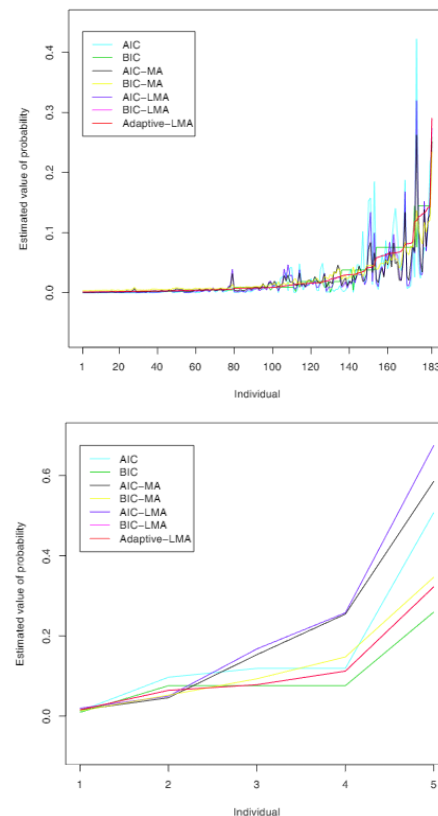 0.4
0.3
0.2
0.1
0.0
Estimated value of probability
AIC
BIC
AIC-MA
BIC-MA
AIC-LMA
BIC-LMA
Adaptive-LMA
1 20 40 60 80 100 120 140 160 183
Individual
0.6
0.4
0.2
0.0
Estimated value of probability
AIC
BIC
AIC-MA
BIC-MA
AIC-LMA
BIC-LMA
Adaptive-LMA
1 2 3 4 5
Individual